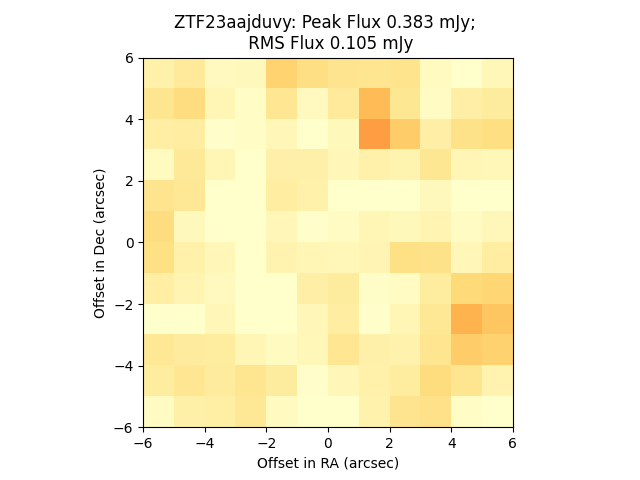 ZTF23aajduvy: Peak Flux 0.383 mJy;
RMS Flux 0.105 mJy
6
4
2
0
−2
−4
−6
Offset in Dec (arcsec)
−6 −4 −2 0 2 4 6
Offset in RA (arcsec)